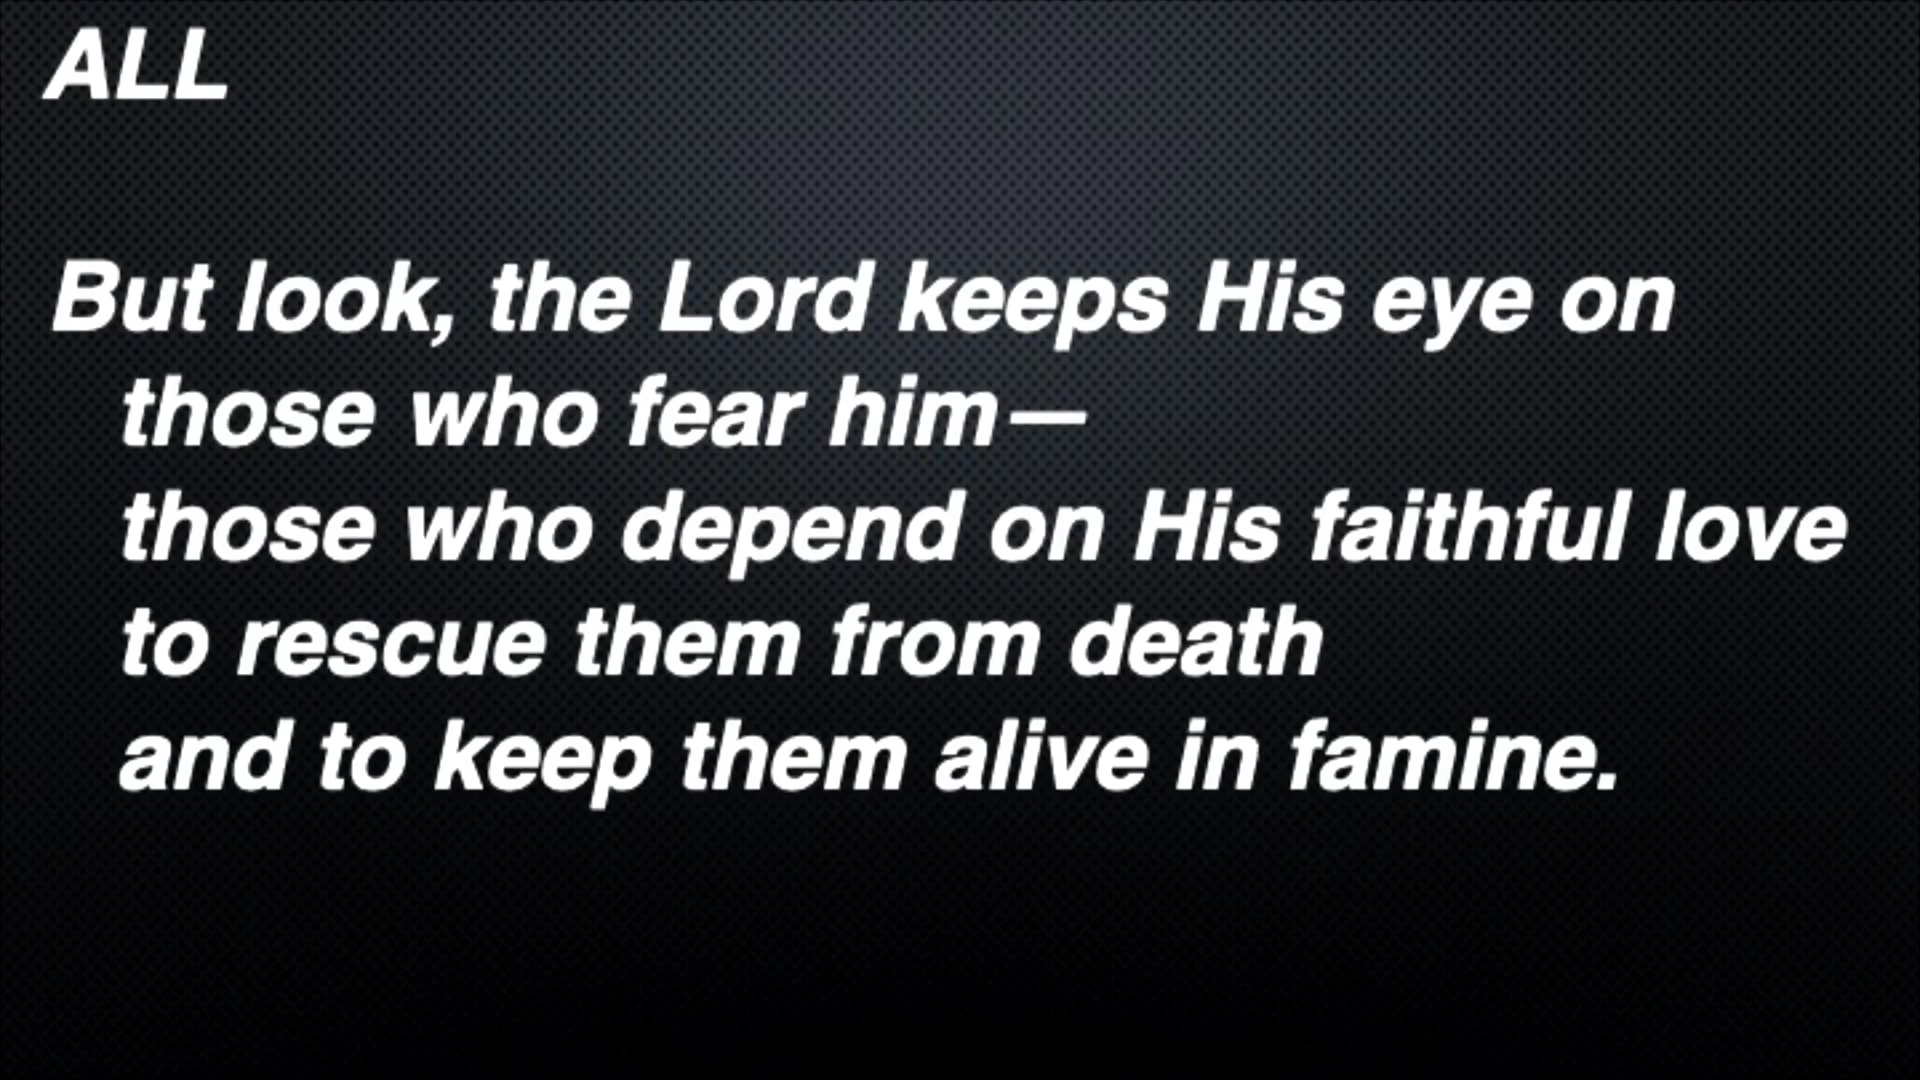 ALL
But look, the Lord keeps His eye on
those who fear him—
those who depend on His faithful love
to rescue them from death
and to keep them alive in famine.